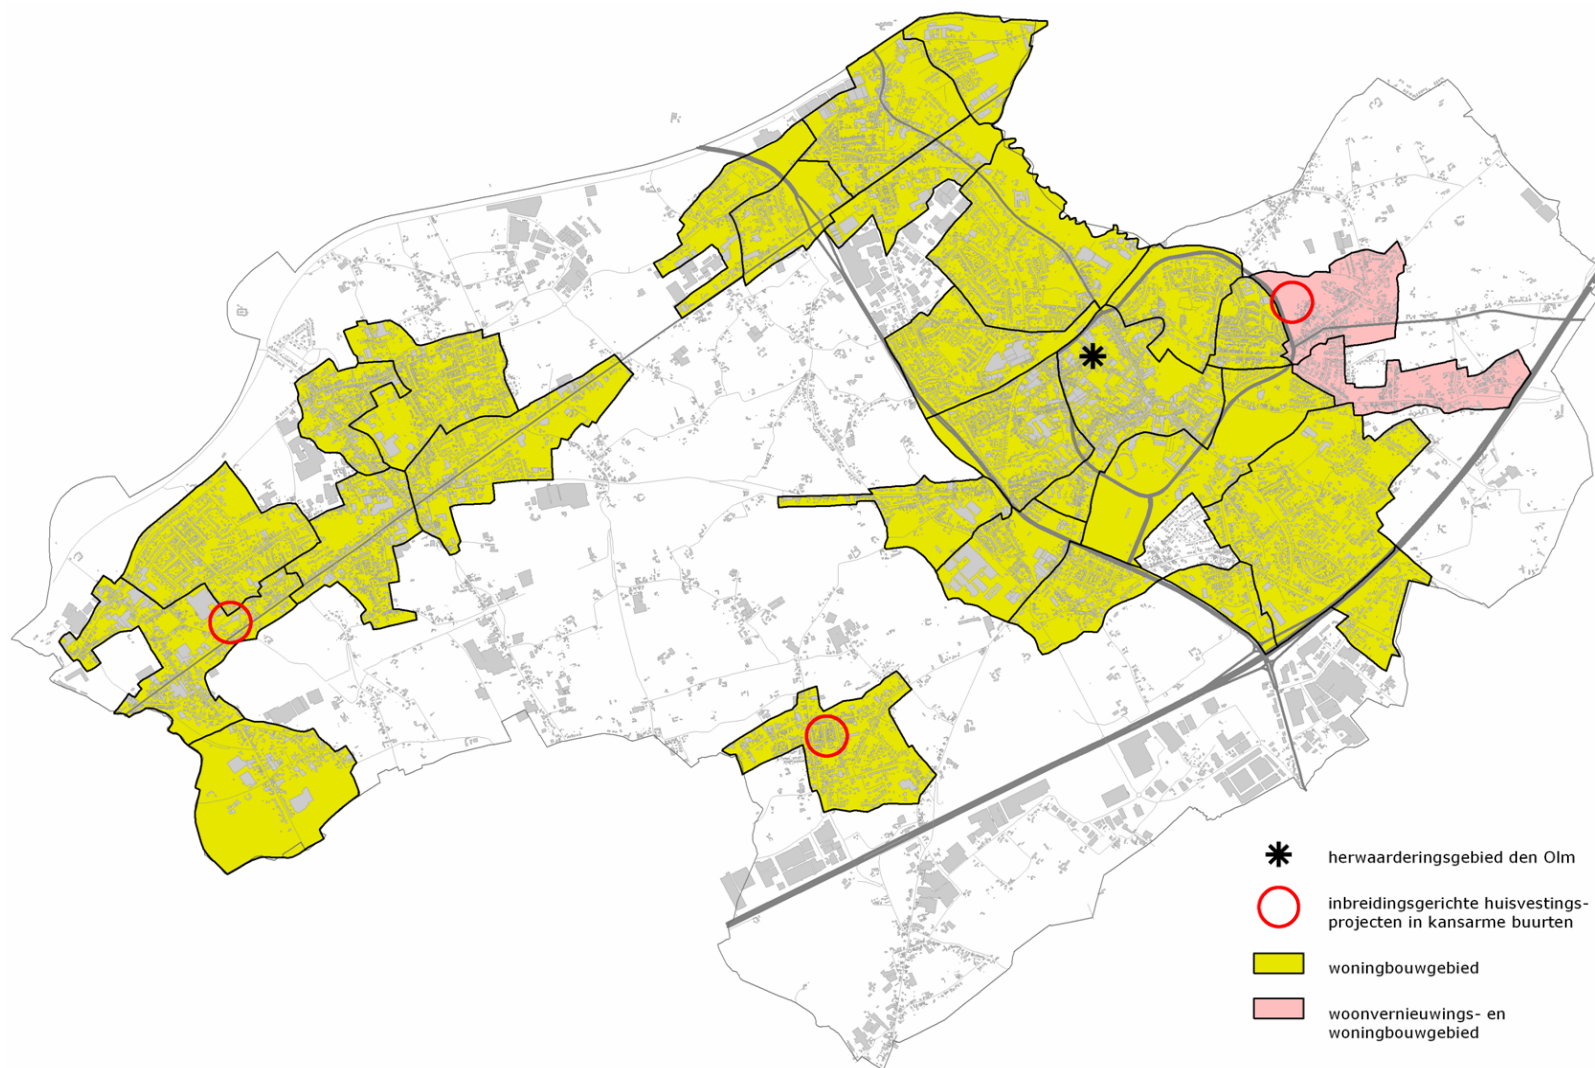 herwaarderingsgebied den Olm
inbreidingsgerichte huisvestings-
projecten in kansarme buurten
woningbouwgebied
woonvernieuwings- en
woningbouwgebied